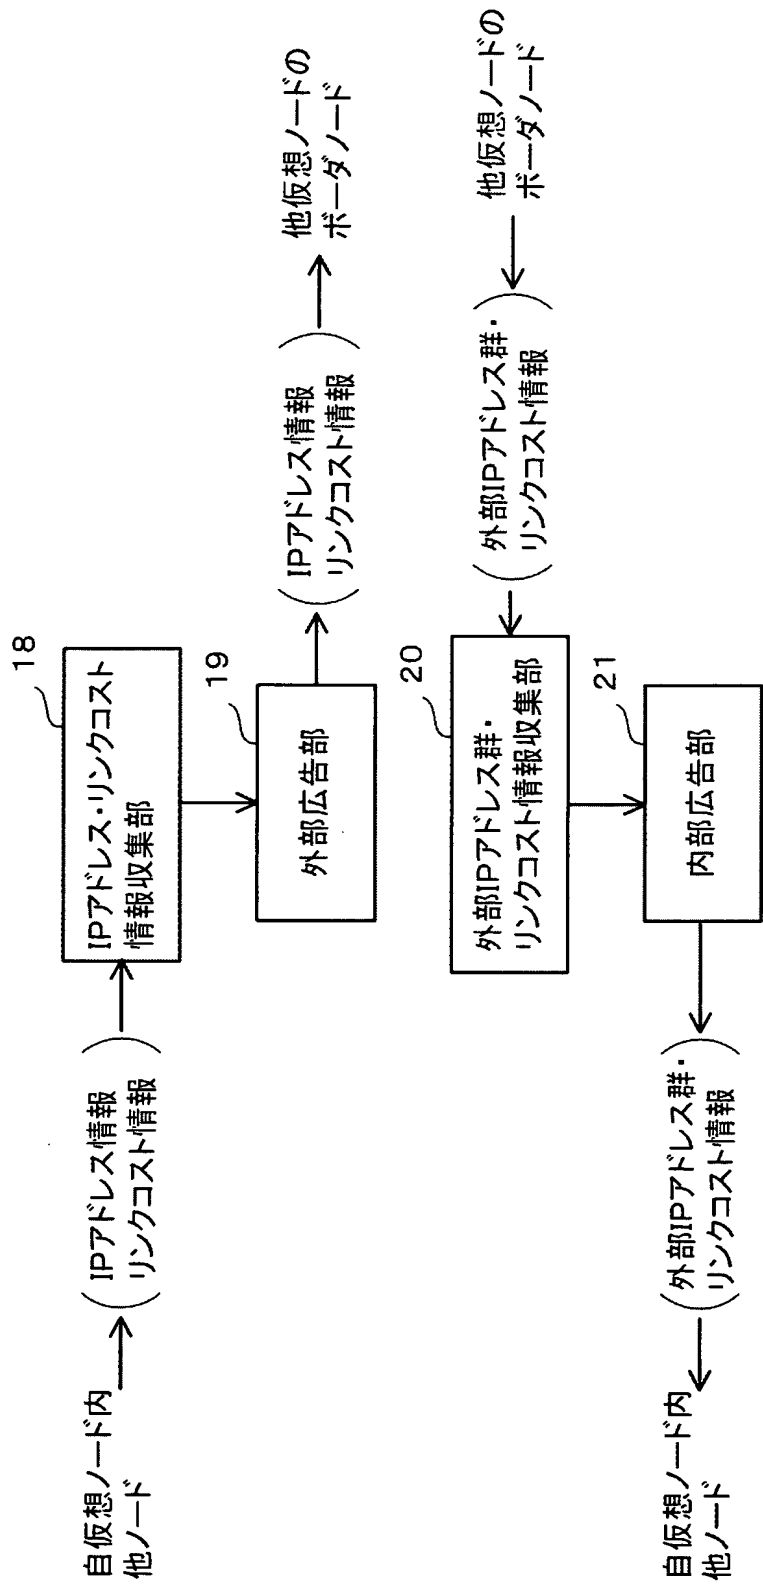 自仮想ノード内
他ノード
IPアドレス情報
リンクコスト情報
18
IPアドレス・リンクコスト
情報収集部
19
外部広告部
IPアドレス情報
リンクコスト情報
他仮想ノードの
ボーダノード
他仮想ノードの
ボーダノード
外部IPアドレス群・
リンクコスト情報
20
外部IPアドレス群・
リンクコスト情報収集部
21
内部広告部
外部IPアドレス群・
リンクコスト情報
自仮想ノード内
他ノード